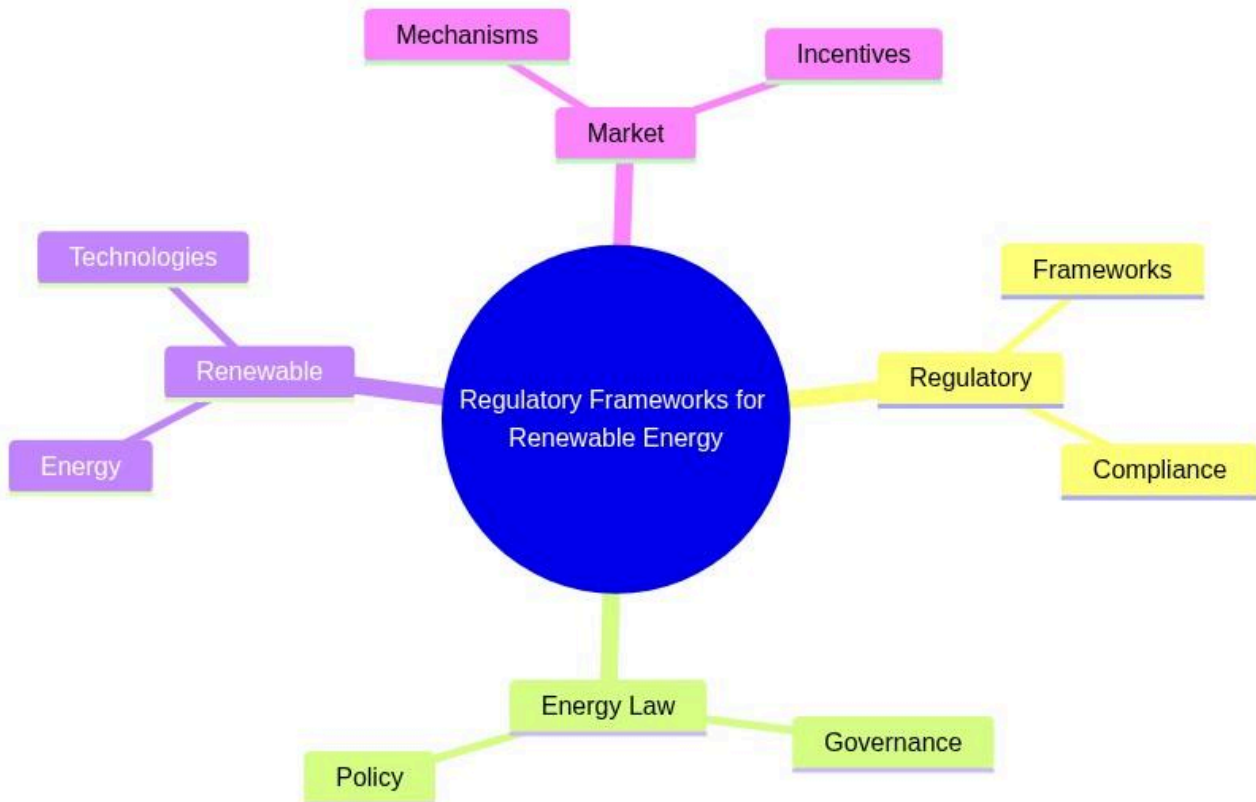 Mechanisms
Incentives
Market
Technologies
Frameworks
Renewable
Regulatory
Regulatory Frameworks for
Renewable Energy
Energy
Compliance
Energy Law
Governance
Policy